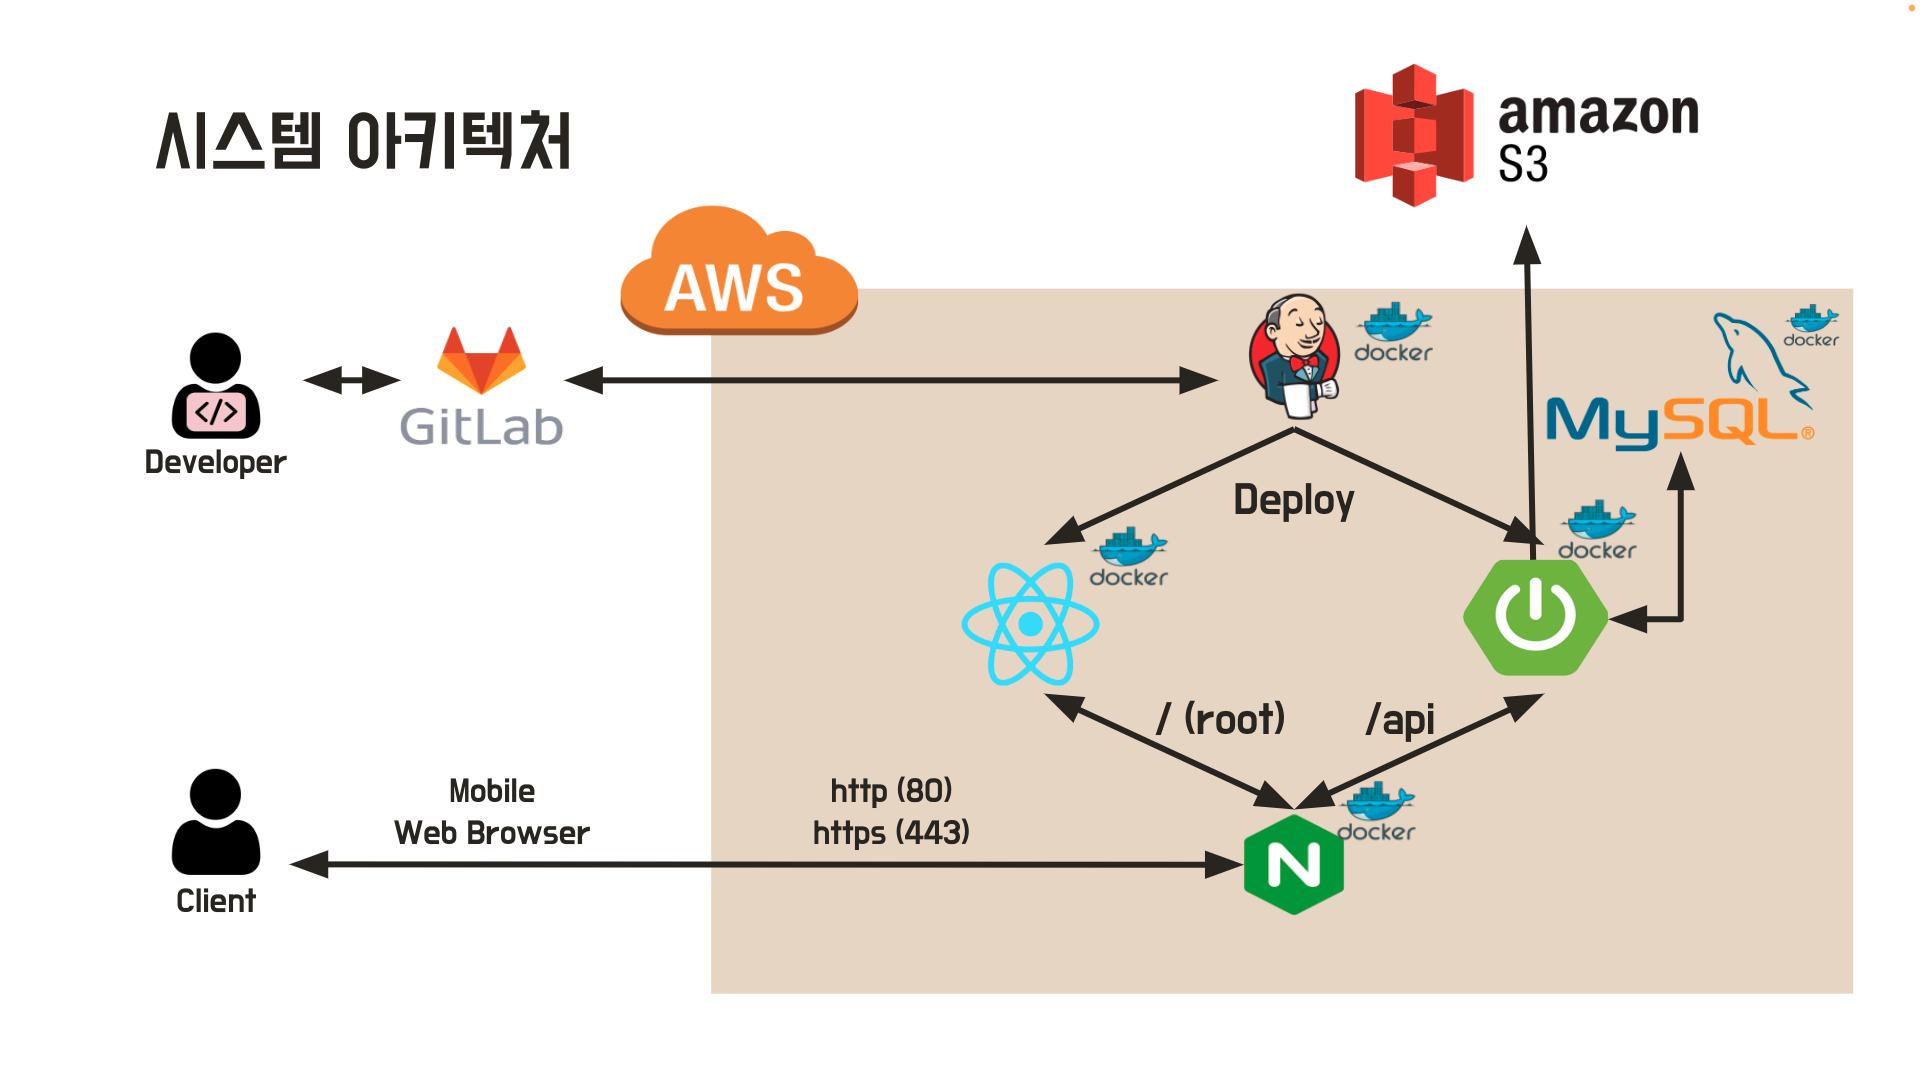 시스템 아키텍처
amazon
S3
AWS
docker
docker
MySQL®
</>
GitLab
Developer
Deploy
docker
docker
/ (root)
/api
Mobile
Web Browser
http (80)
https (443)
docker
N
Client